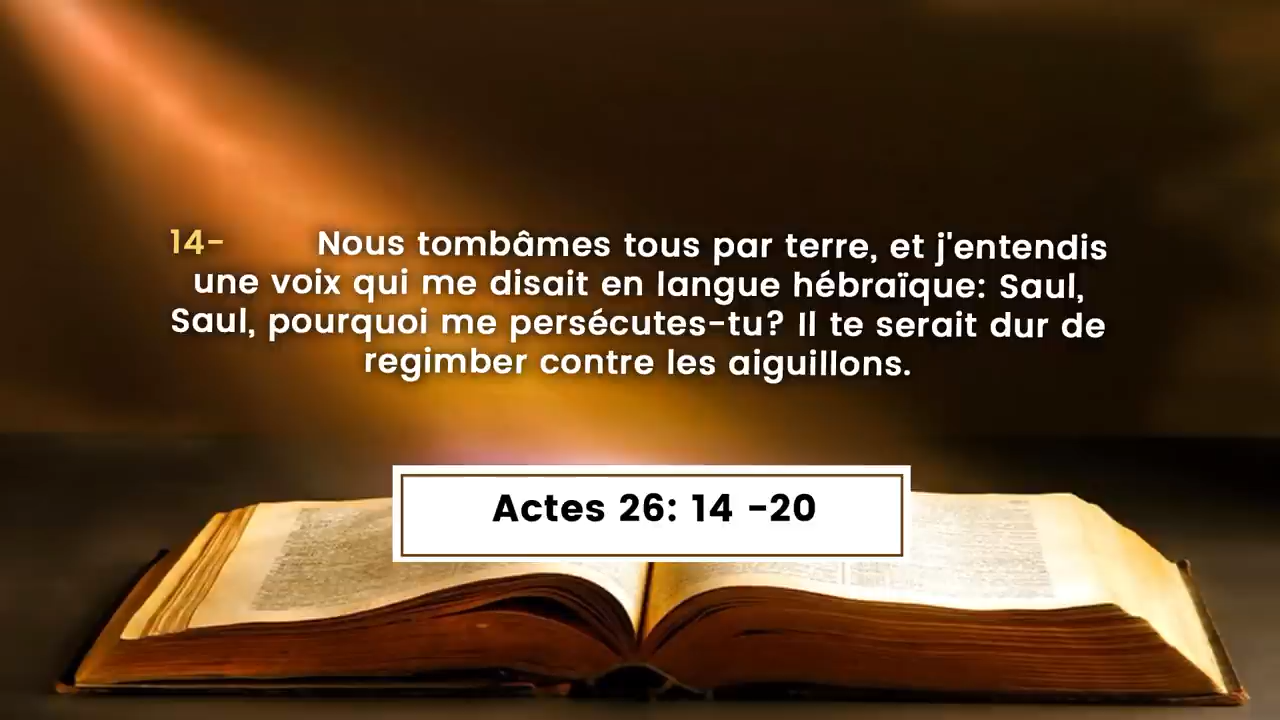 14- Nous tombâmes tous par terre, et j'entendis
une voix qui me disait en langue hébraïque: Saul,
Saul, pourquoi me persécutes-tu? Il te serait dur de
regimber contre les aiguillons.
Actes 26: 14 -20